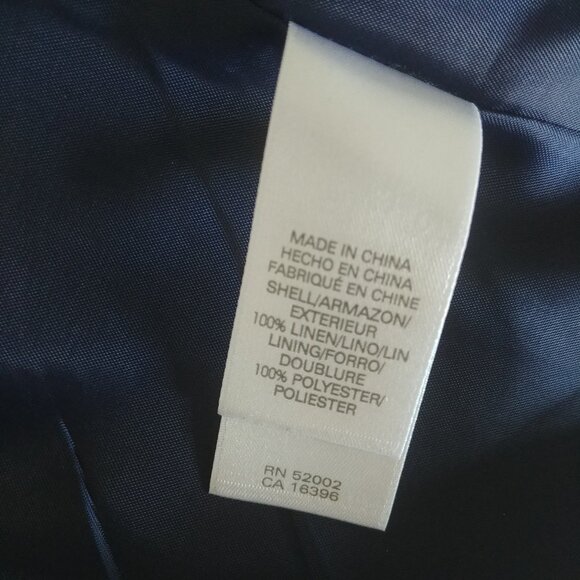 MADE IN CHINA
HECHO EN CHINA
FABRIQUÉ EN CHINE
SHELL/ARMAZON/
EXTERIEUR
100% LINEN/LINO/LIN
LINING/FORRO/
DOUBLURE
100% POLYESTER/
POLIESTER
RN 52002
CA 16396